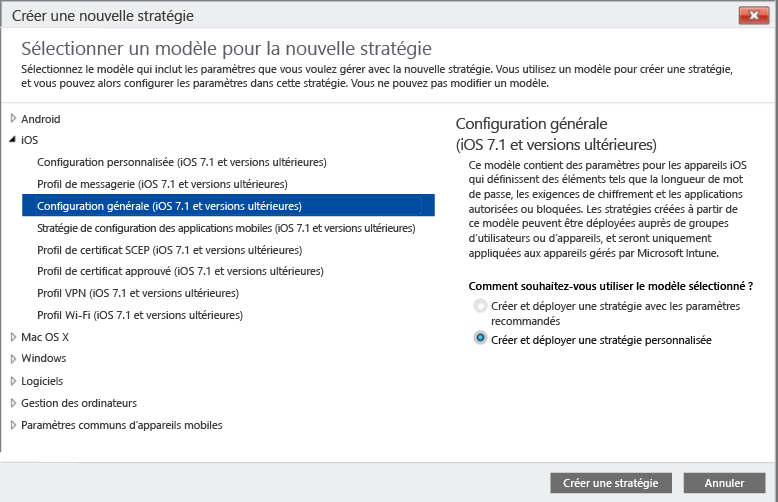 Créer une nouvelle stratégie
Sélectionner un modèle pour la nouvelle stratégie
Sélectionnez le modèle qui inclut les paramètres que vous voulez gérer avec la nouvelle stratégie. Vous utilisez un modèle pour créer une stratégie,
et vous pouvez alors configurer les paramètres dans cette stratégie. Vous ne pouvez pas modifier un modèle.
Android
iOS
Configuration personnalisée (iOS 7.1 et versions ultérieures)
Profil de messagerie (iOS 7.1 et versions ultérieures)
Configuration générale (iOS 7.1 et versions ultérieures)
Stratégie de configuration des applications mobiles (iOS 7.1 et versions ultérieures)
Profil de certificat SCEP (iOS 7.1 et versions ultérieures)
Profil de certificat approuvé (iOS 7.1 et versions ultérieures)
Profil VPN (iOS 7.1 et versions ultérieures)
Profil Wi-Fi (iOS 7.1 et versions ultérieures)
Mac OS X
Windows
Logiciels
Gestion des ordinateurs
Paramètres communs d'appareils mobiles
Configuration générale
(iOS 7.1 et versions ultérieures)
Ce modèle contient des paramètres pour les appareils iOS
qui définissent des éléments tels que la longueur de mot
de passe, les exigences de chiffrement et les applications
autorisées ou bloquées. Les stratégies créées à partir de
ce modèle peuvent être déployées auprès de groupes
d'utilisateurs ou d'appareils, et seront uniquement
appliquées aux appareils gérés par Microsoft Intune.
Comment souhaitez-vous utiliser le modèle sélectionné ?
Créer et déployer une stratégie avec les paramètres
recommandés
Créer et déployer une stratégie personnalisée
Créer une stratégie
Annuler